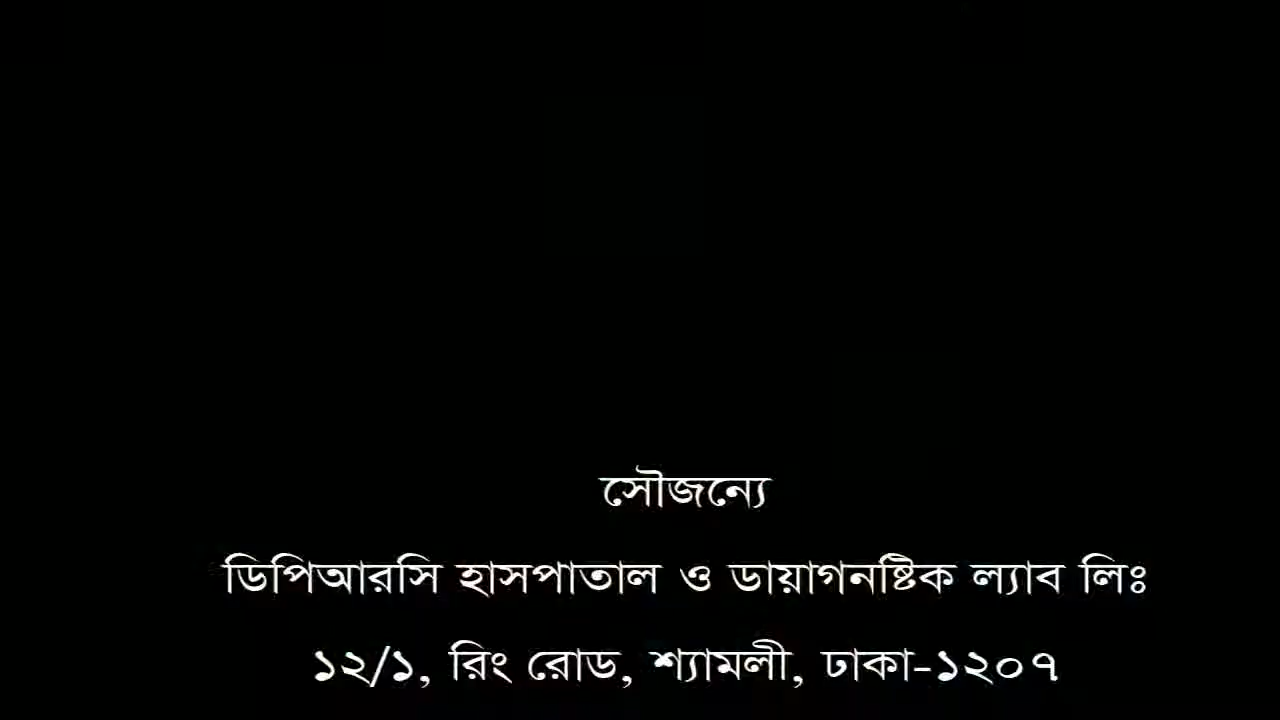 সৌজন্যে
ডিপিআরসি হাসপাতাল ও ডায়াগনষ্টিক ল্যাব লিঃ
১২/১, রিং রোড, শ্যামলী, ঢাকা-১২০৭